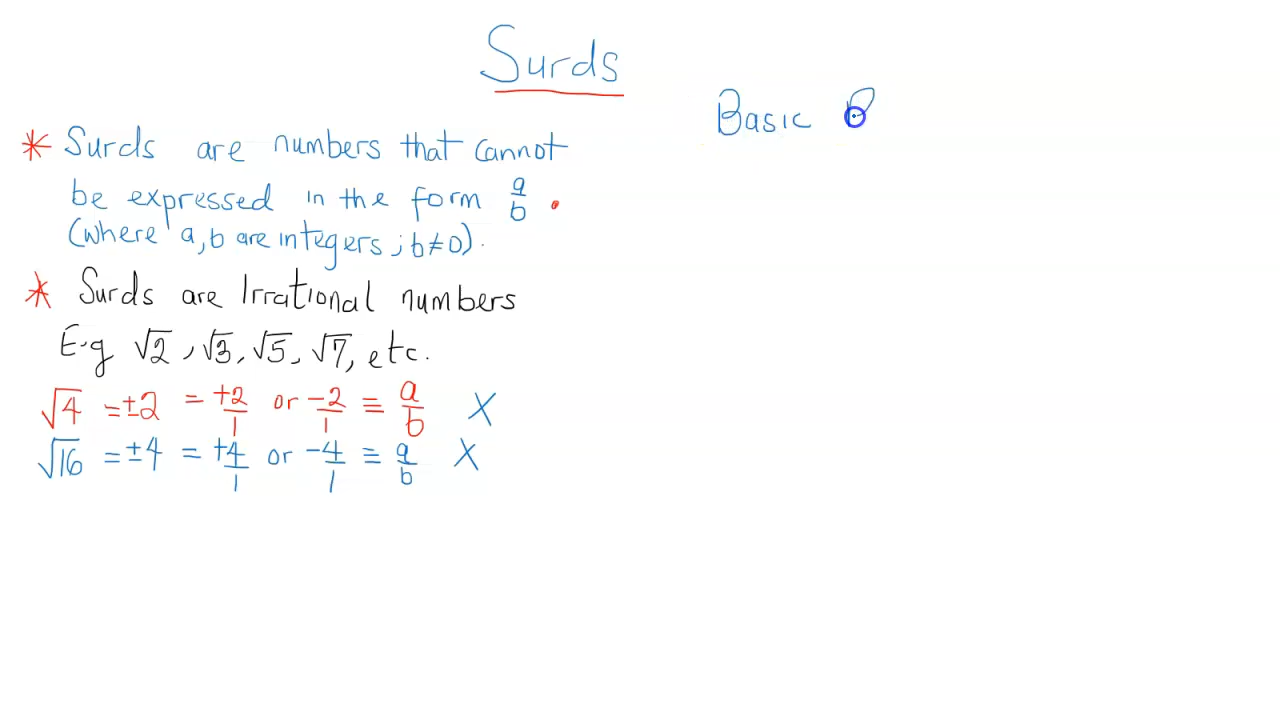 Surds
* Surds are numbers that cannot
be expressed in the form a/b .
(where a, b are integers; b≠0).
* Surds are Irrational numbers
E.g √2, √3, √5, √7, etc.
√4 = ±2 = +2/1 or -2/1 ≡ a/b X
√16 = ±4 = +4/1 or -4/1 ≡ a/b X
Basic